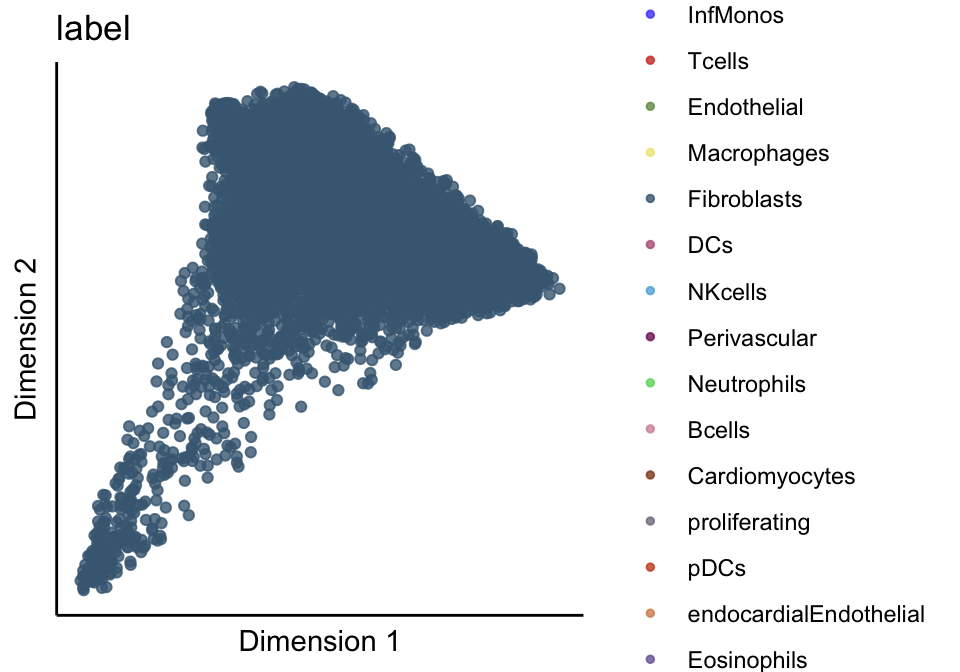 label
Dimension 2
Dimension 1
InfMonos
Tcells
Endothelial
Macrophages
Fibroblasts
DCs
NKcells
Perivascular
Neutrophils
Bcells
Cardiomyocytes
proliferating
pDCs
endocardialEndothelial
Eosinophils